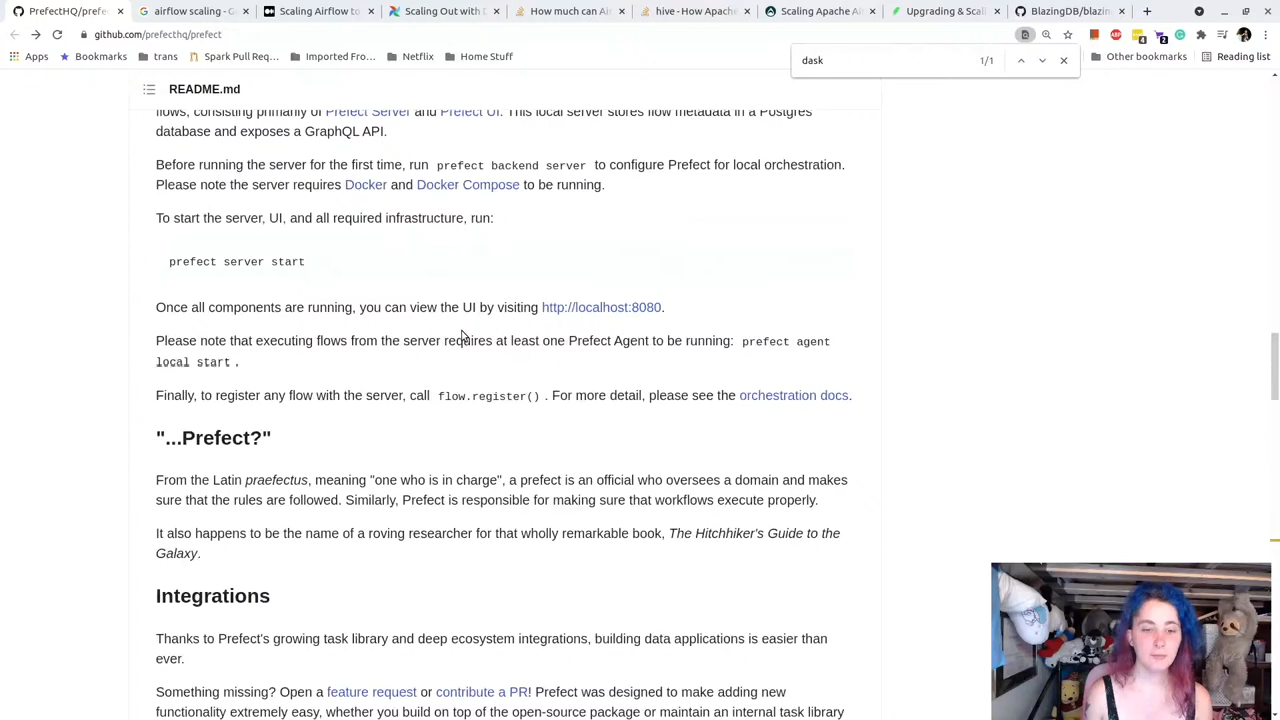 PrefectHQ/prefect
airflow scaling - G
Scaling Airflow to
Scaling Out with D
How much can Air
hive - How Apache
Scaling Apache Ai
Upgrading & Scal
BlazingDB/blazin
github.com/prefecthq/prefect
Apps
Bookmarks
trans
Spark Pull Req...
Imported Fro...
Netflix
Home Stuff
Other bookmarks
Reading list
dask
1/1
README.md
flows, consisting primarily of Prefect Server and Prefect UI. This local server stores flow metadata in a Postgres
database and exposes a GraphQL API.
Before running the server for the first time, run prefect backend server to configure Prefect for local orchestration.
Please note the server requires Docker and Docker Compose to be running.
To start the server, UI, and all required infrastructure, run:
prefect server start
Once all components are running, you can view the UI by visiting http://localhost:8080.
Please note that executing flows from the server requires at least one Prefect Agent to be running: prefect agent
local start .
Finally, to register any flow with the server, call flow.register() . For more detail, please see the orchestration docs.
"...Prefect?"
From the Latin praefectus, meaning "one who is in charge", a prefect is an official who oversees a domain and makes
sure that the rules are followed. Similarly, Prefect is responsible for making sure that workflows execute properly.
It also happens to be the name of a roving researcher for that wholly remarkable book, The Hitchhiker's Guide to the
Galaxy.
Integrations
Thanks to Prefect's growing task library and deep ecosystem integrations, building data applications is easier than
ever.
Something missing? Open a feature request or contribute a PR! Prefect was designed to make adding new
functionality extremely easy, whether you build on top of the open-source package or maintain an internal task library